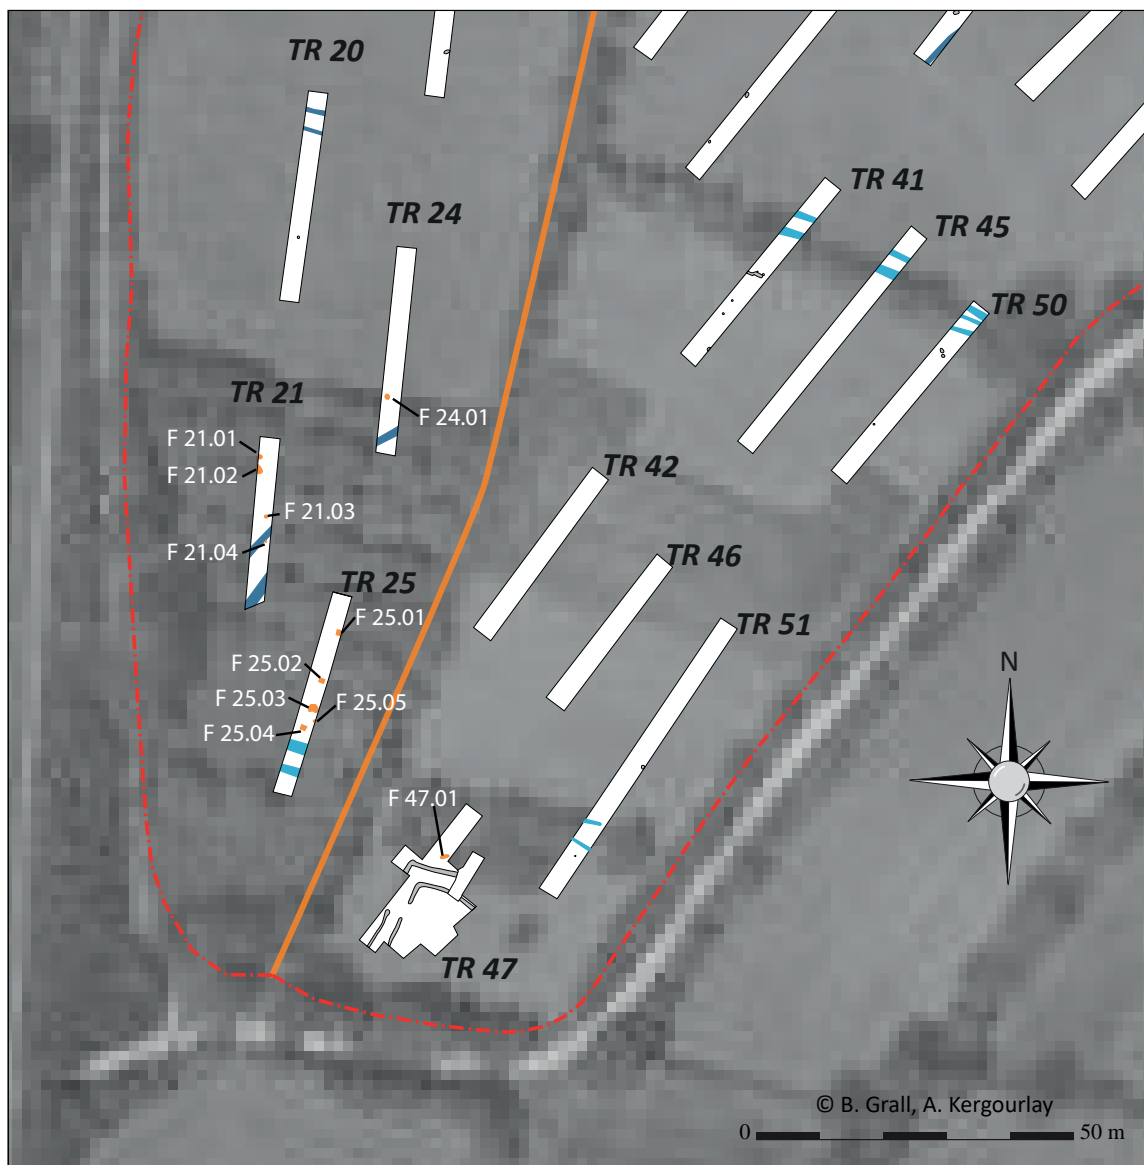 TR 20
TR 41
TR 24
TR 45
TR 50
TR 21
F 24.01
F 21.01
F 21.02
TR 42
F 21.03
F 21.04
TR 46
TR 25
F 25.01
TR 51
F 25.02
N
F 25.03
F 25.05
F 25.04
F 47.01
TR 47
© B. Grall, A. Kergourlay
0
50 m